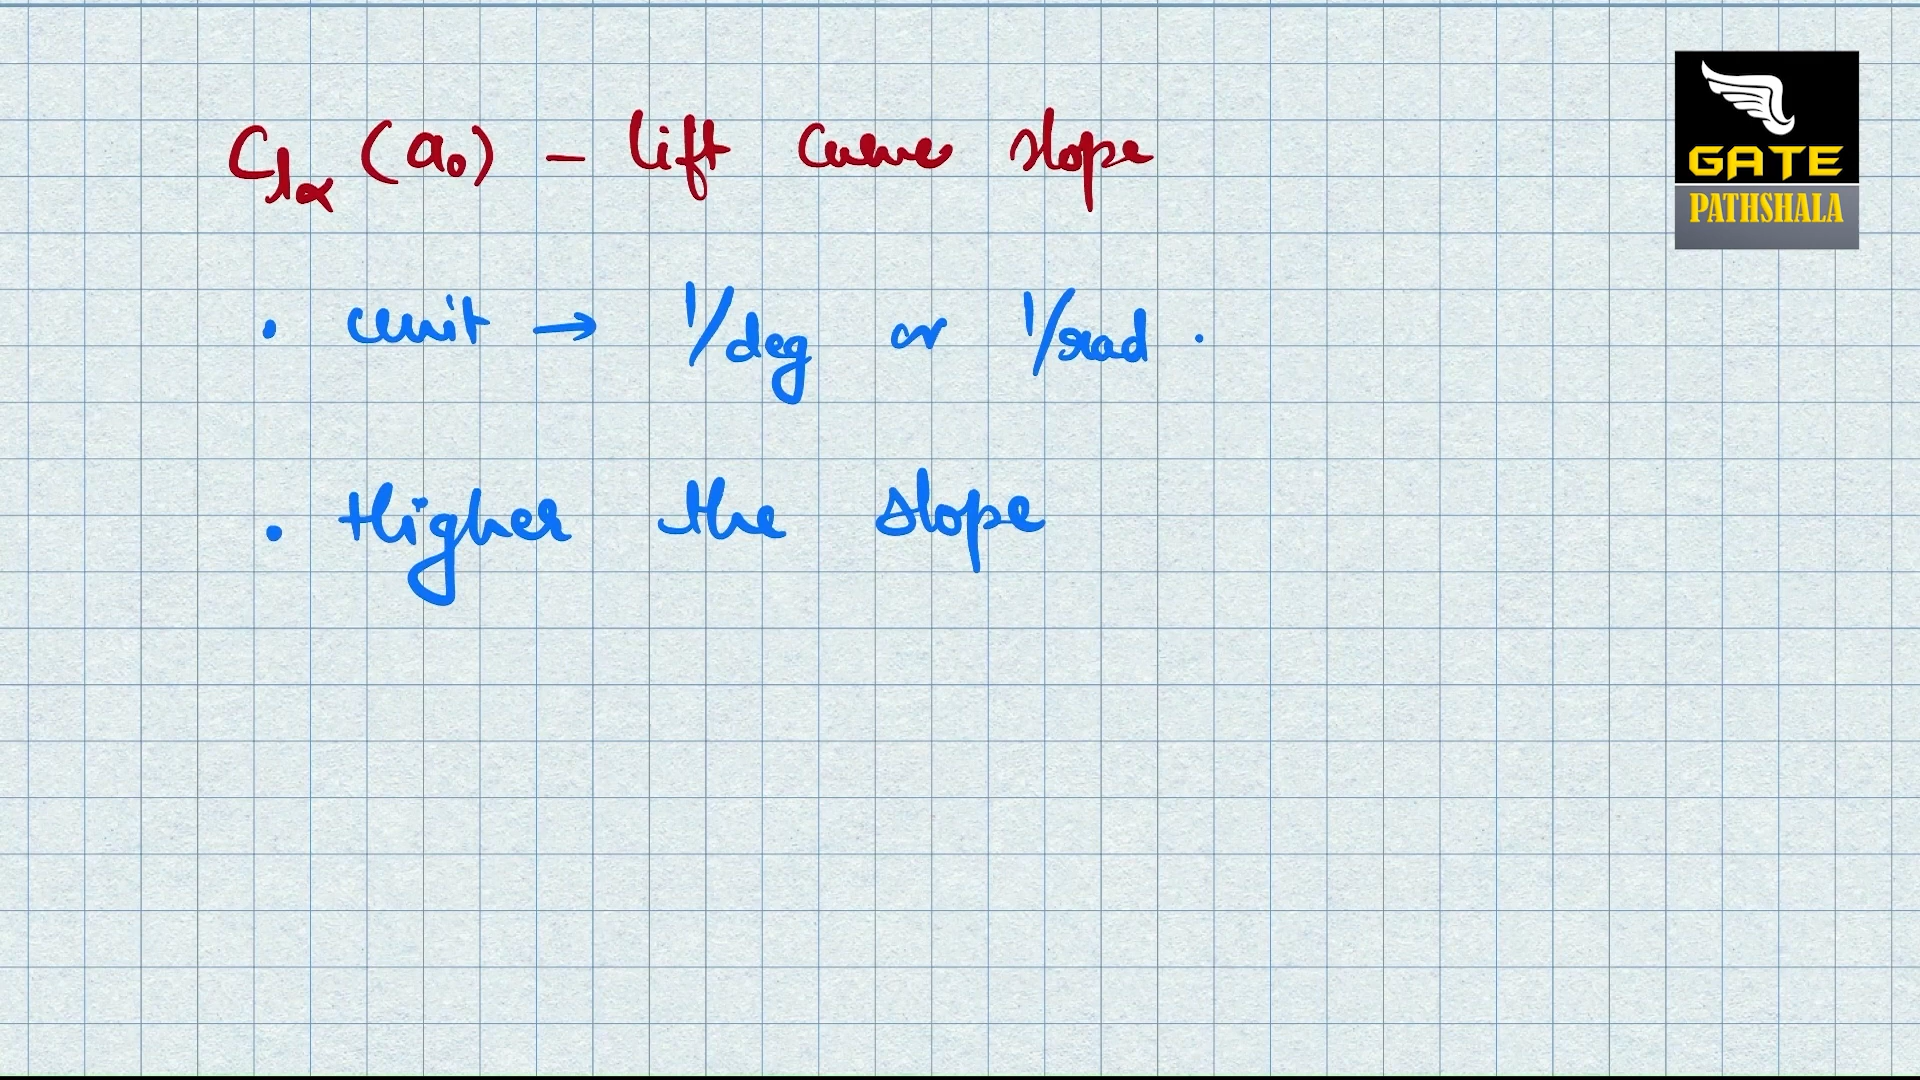 Clα (a₀) – lift curve slope
• unit → 1/deg or 1/rad .
• Higher the slope
GATE
PATHSHALA